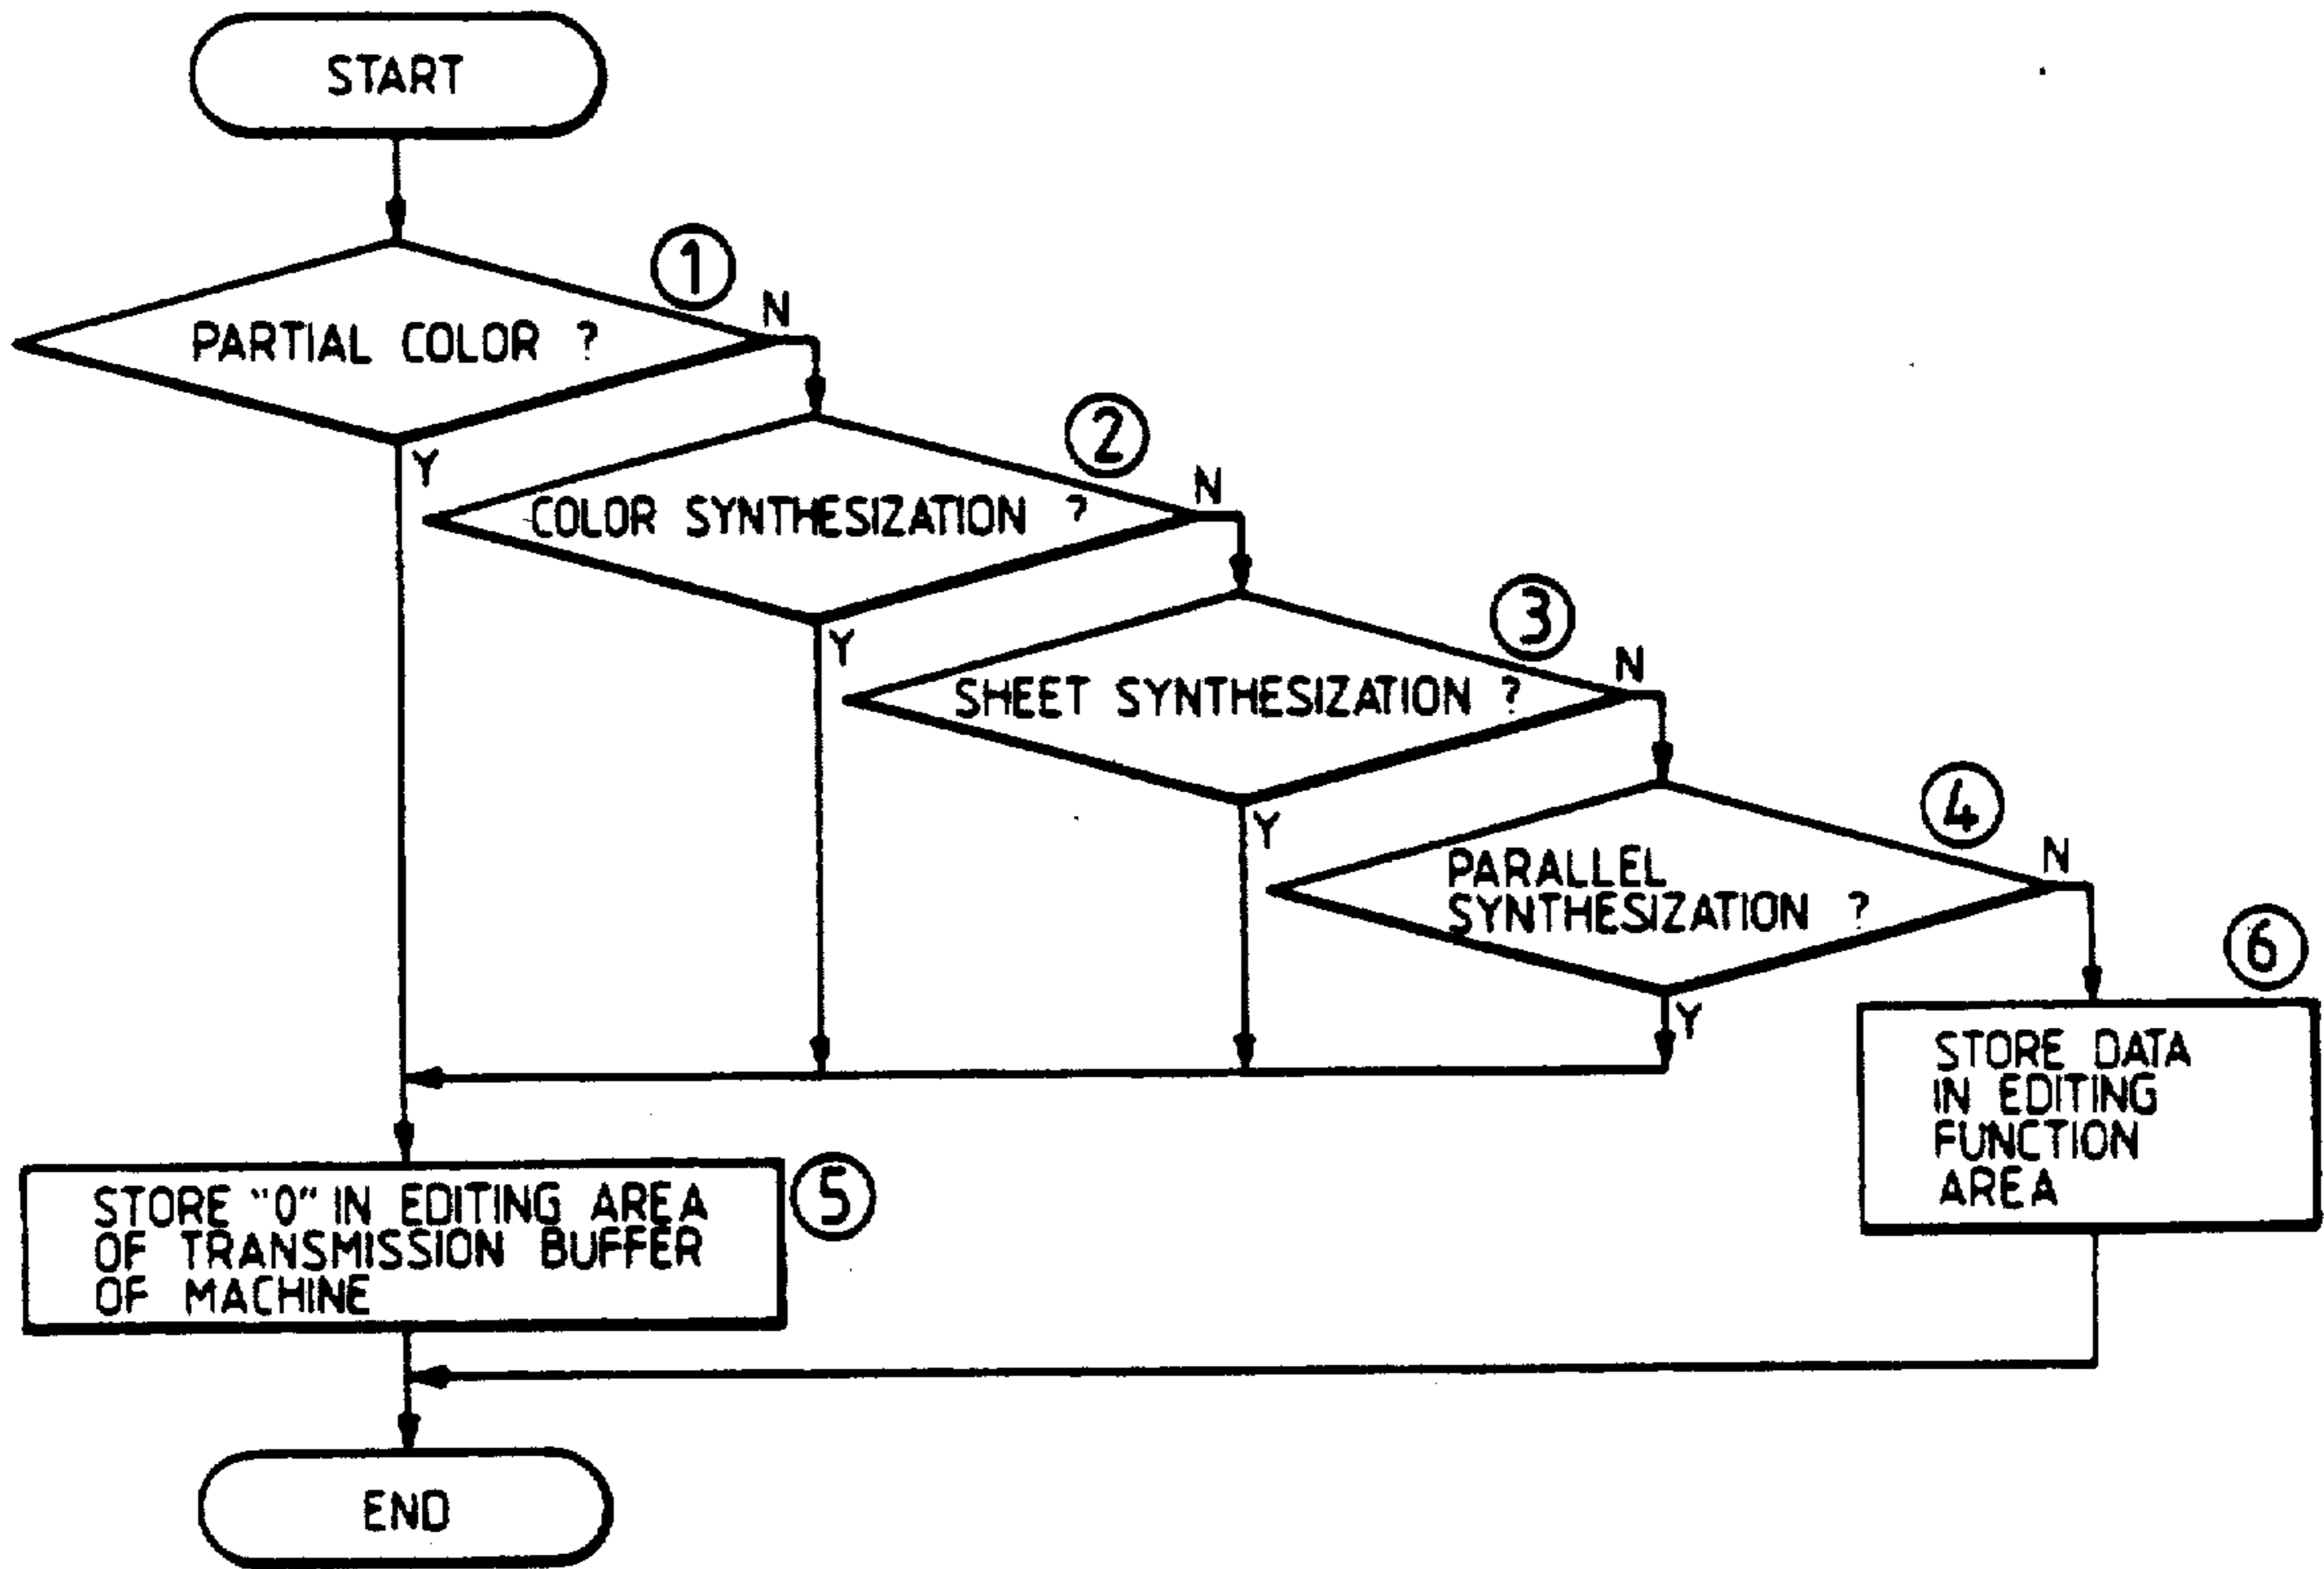 START
①
N
PARTIAL COLOR ?
Y
②
N
COLOR SYNTHESIZATION ?
Y
③
N
SHEET SYNTHESIZATION ?
Y
④
N
PARALLEL
SYNTHESIZATION ?
Y
⑥
STORE DATA
IN EDITING
FUNCTION
AREA
⑤
STORE "0" IN EDITING AREA
OF TRANSMISSION BUFFER
OF MACHINE
END